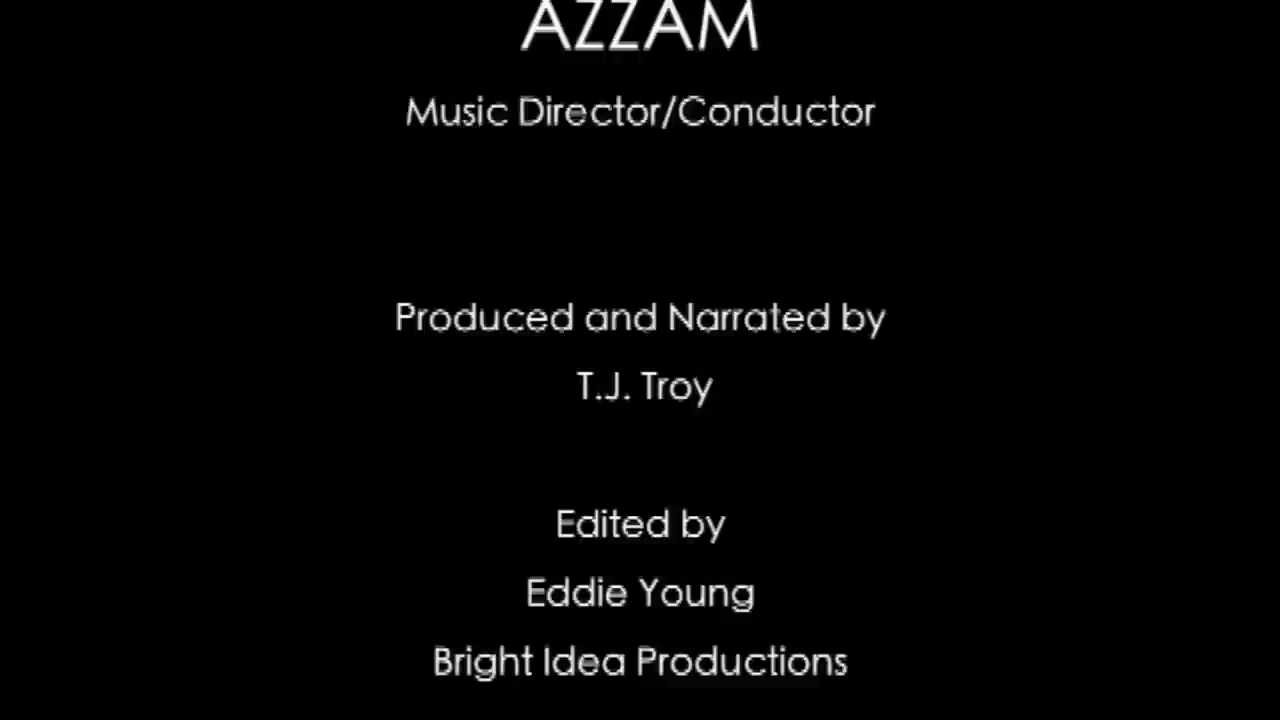 AZZAM
Music Director/Conductor
Produced and Narrated by
T.J. Troy
Edited by
Eddie Young
Bright Idea Productions